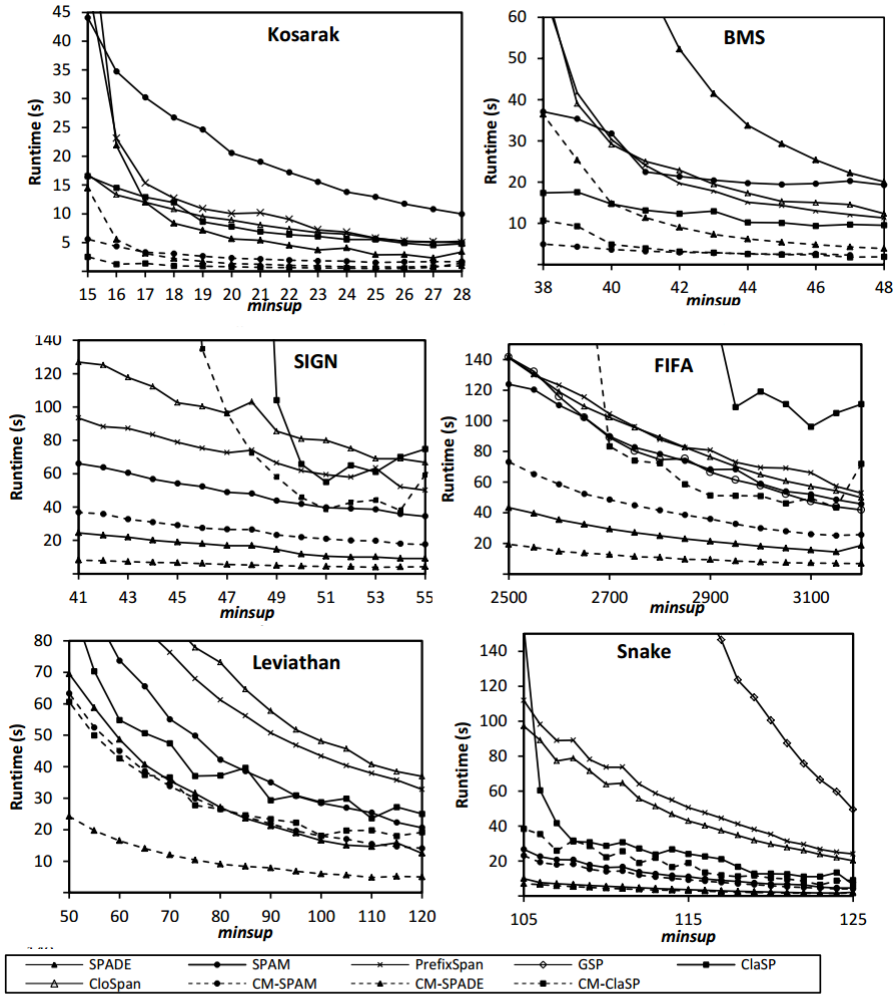 Kosarak
Runtime (s)
45
40
35
30
25
20
15
10
5
15 16 17 18 19 20 21 22 23 24 25 26 27 28
minsup
BMS
Runtime (s)
60
50
40
30
20
10
38 40 42 44 46 48
minsup
SIGN
Runtime (s)
140
120
100
80
60
40
20
41 43 45 47 49 51 53 55
minsup
FIFA
Runtime (s)
140
120
100
80
60
40
20
2500 2700 2900 3100
minsup
Leviathan
Runtime (s)
80
70
60
50
40
30
20
10
50 60 70 80 90 100 110 120
minsup
Snake
Runtime (s)
140
120
100
80
60
40
20
105 115 125
minsup
SPADE SPAM PrefixSpan GSP ClaSP
CloSpan CM-SPAM CM-SPADE CM-ClaSP